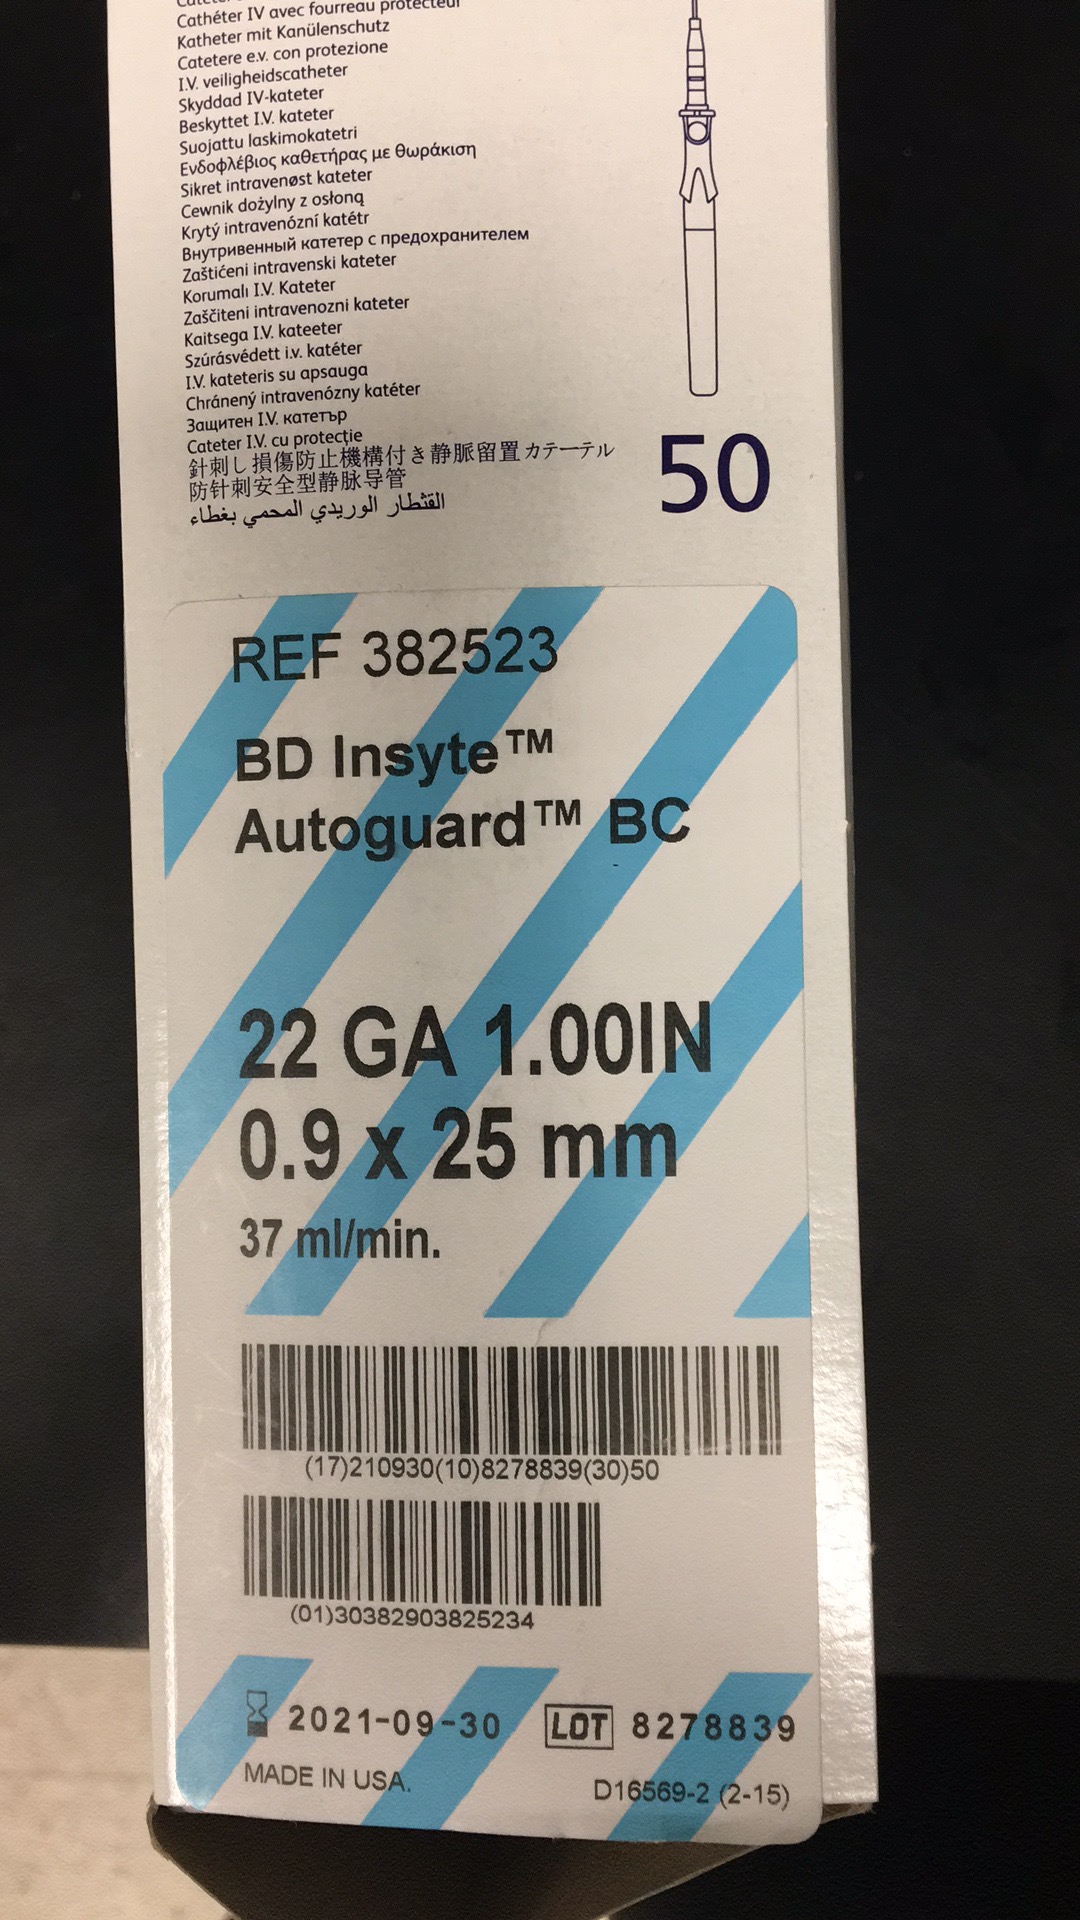 Cathéter IV avec fourreau protecteur
Katheter mit Kanülenschutz
Catetere e.v. con protezione
I.V. veiligheidscatheter
Skyddad IV-kateter
Beskyttet I.V. kateter
Suojattu laskimokatetri
Ενδοφλέβιος καθετήρας με θωράκιση
Sikret intravenøst kateter
Cewnik dożylny z osłoną
Krytý intravenózní katétr
Внутривенный катетер с предохранителем
Zaštićeni intravenski kateter
Korumalı I.V. Kateter
Zaščiteni intravenozni kateter
Kaitsega I.V. kateeter
Szúrásvédett i.v. katéter
I.V. kateteris su apsauga
Chránený intravenózny katéter
Защитен I.V. катетър
Cateter I.V. cu protecție
針刺し損傷防止機構付き静脈留置カテーテル
防针刺安全型静脉导管
القثطار الوريدي المحمي بغطاء
50
REF 382523
BD Insyte™
Autoguard™ BC
22 GA 1.00IN
0.9 x 25 mm
37 ml/min.
(17)210930(10)8278839(30)50
(01)30382903825234
2021-09-30 LOT 8278839
MADE IN USA.
D16569-2 (2-15)